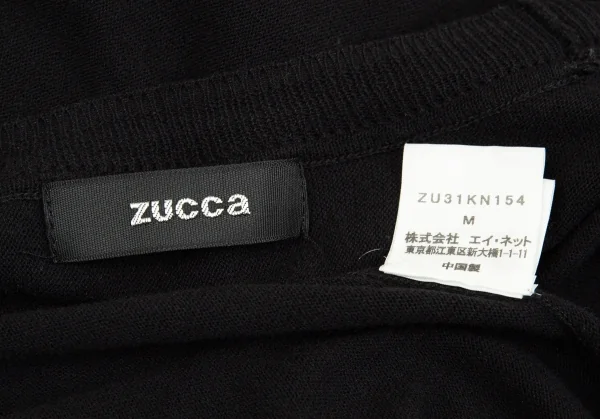 zucca
ZU31KN154
M
株式会社 エイ・ネット
東京都江東区新大橋1-1-11
中国製